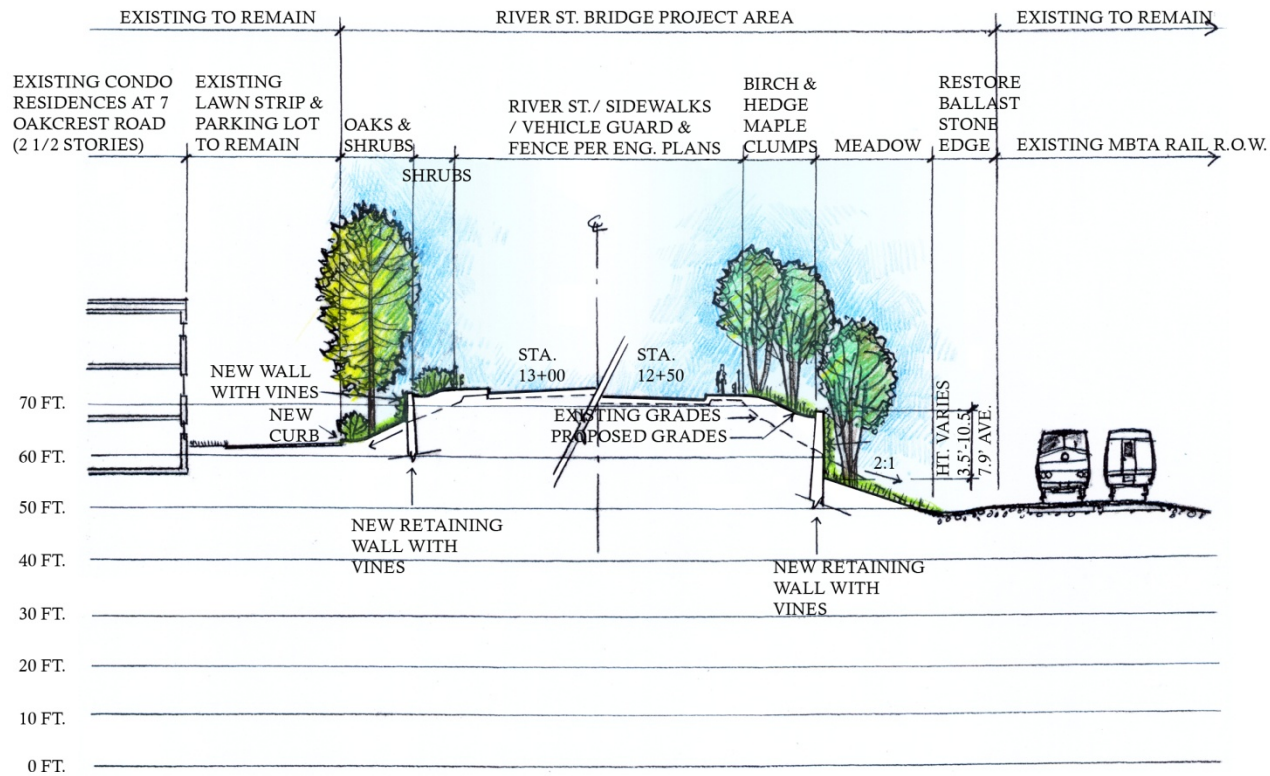 EXISTING TO REMAIN
RIVER ST. BRIDGE PROJECT AREA
EXISTING TO REMAIN
EXISTING CONDO
RESIDENCES AT 7
OAKCREST ROAD
(2 1/2 STORIES)
EXISTING
LAWN STRIP &
PARKING LOT
TO REMAIN
OAKS &
SHRUBS
SHRUBS
RIVER ST./ SIDEWALKS
/ VEHICLE GUARD &
FENCE PER ENG. PLANS
BIRCH &
HEDGE
MAPLE
CLUMPS
MEADOW
RESTORE
BALLAST
STONE
EDGE
EXISTING MBTA RAIL R.O.W.
STA.
13+00
STA.
12+50
NEW WALL
WITH VINES
NEW
CURB
EXISTING GRADES
PROPOSED GRADES
2:1
HT. VARIES
3.5'-10.5'
7.9' AVE.
NEW RETAINING
WALL WITH
VINES
NEW RETAINING
WALL WITH
VINES
70 FT.
60 FT.
50 FT.
40 FT.
30 FT.
20 FT.
10 FT.
0 FT.